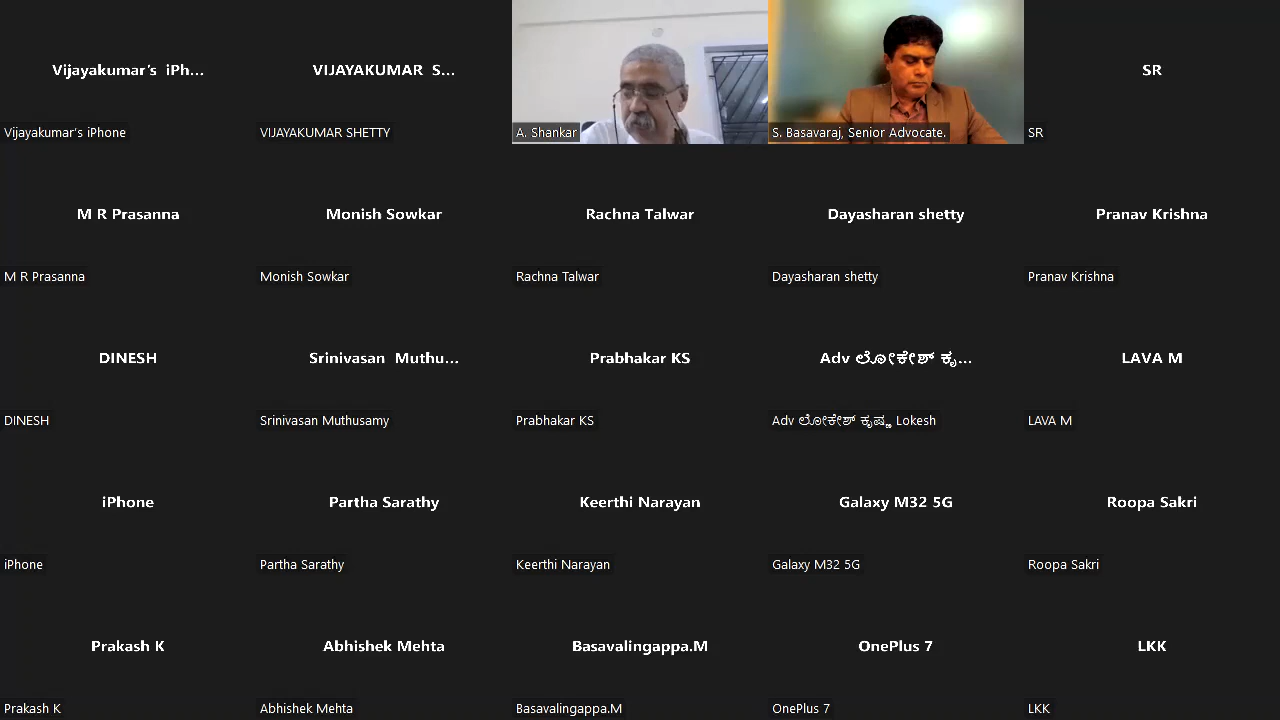 Vijayakumar's iPh...
VIJAYAKUMAR S...
SR
Vijayakumar's iPhone
VIJAYAKUMAR SHETTY
A. Shankar
S. Basavaraj, Senior Advocate.
SR
M R Prasanna
Monish Sowkar
Rachna Talwar
Dayasharan shetty
Pranav Krishna
M R Prasanna
Monish Sowkar
Rachna Talwar
Dayasharan shetty
Pranav Krishna
DINESH
Srinivasan Muthu...
Prabhakar KS
Adv ಲೋಕೇಶ್ ಕೃ...
LAVA M
DINESH
Srinivasan Muthusamy
Prabhakar KS
Adv ಲೋಕೇಶ್ ಕೃಷ್ಣ Lokesh
LAVA M
iPhone
Partha Sarathy
Keerthi Narayan
Galaxy M32 5G
Roopa Sakri
iPhone
Partha Sarathy
Keerthi Narayan
Galaxy M32 5G
Roopa Sakri
Prakash K
Abhishek Mehta
Basavalingappa.M
OnePlus 7
LKK
Prakash K
Abhishek Mehta
Basavalingappa.M
OnePlus 7
LKK